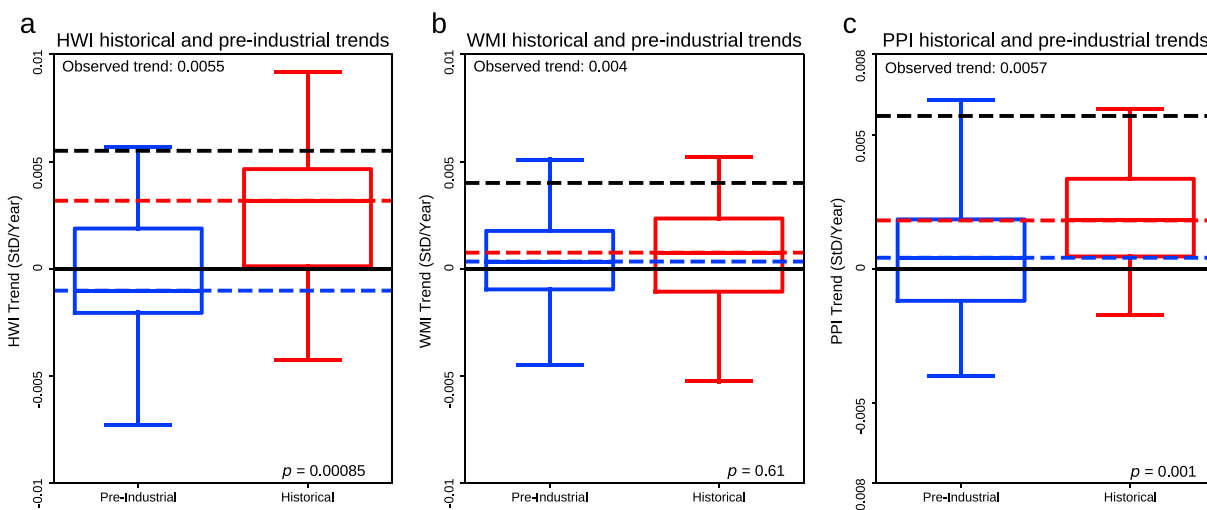 a
HWI historical and pre-industrial trends
Observed trend: 0.0055
0.01
0.005
0
-0.005
-0.01
HWI Trend (StD/Year)
p = 0.00085
Pre-Industrial
Historical
b
WMI historical and pre-industrial trends
Observed trend: 0.004
0.01
0.005
0
-0.005
-0.01
WMI Trend (StD/Year)
p = 0.61
Pre-Industrial
Historical
c
PPI historical and pre-industrial trends
Observed trend: 0.0057
0.008
0.005
0
-0.005
0.008
PPI Trend (StD/Year)
p = 0.001
Pre-Industrial
Historical